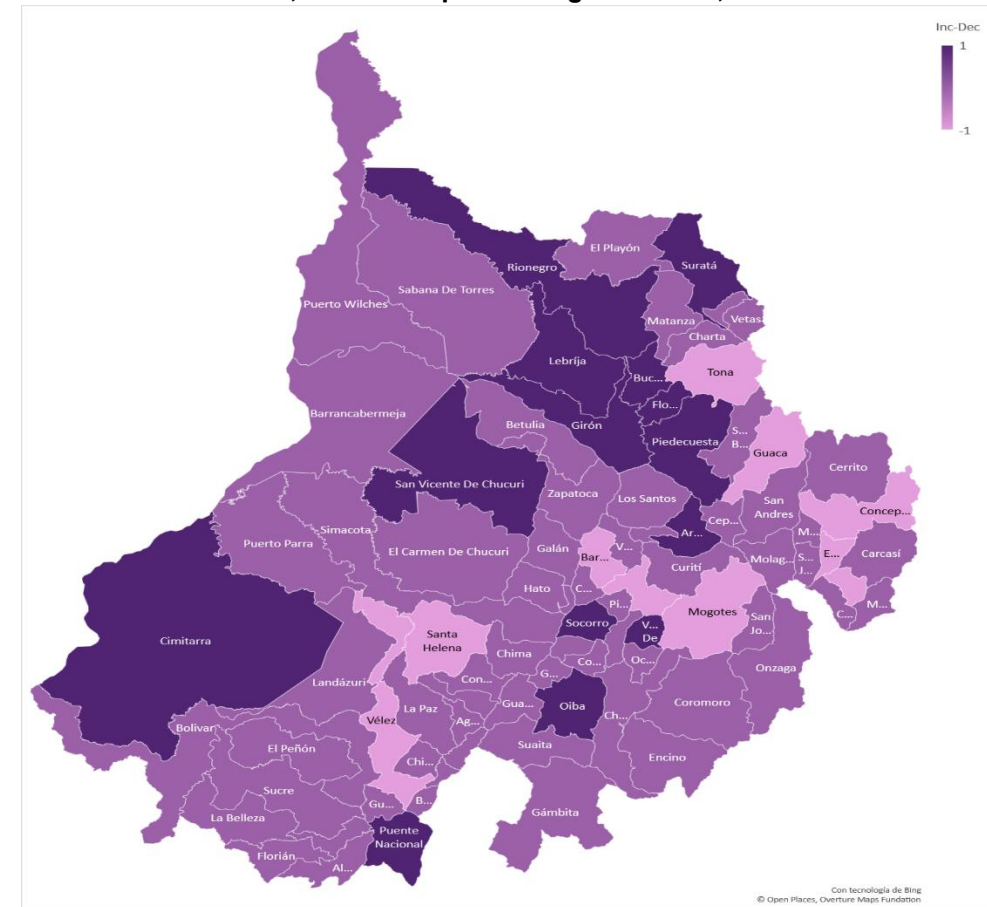 Inc-Dec
1
-1
El Playón
Rionegro
Suratá
Sabana De Torres
Puerto Wilches
Matanza
Vetas
Charta
Lebríja
Tona
Buc...
Flo...
Barrancabermeja
Betulia
Girón
Piedecuesta
S...
B...
Guaca
Cerrito
San Vicente De Chucuri
Zapatoca
Los Santos
San
Andres
Concep...
Simacota
Ar...
Cep...
M...
Puerto Parra
El Carmen De Chucuri
Galán
Bar...
V...
Curití
Molag...
S...
J...
E...
Carcasí
Hato
C...
Pi...
Mogotes
San
Jo...
C...
M...
Cimitarra
Santa
Helena
Socorro
V...
De
Chima
Co...
Oc...
Onzaga
Landázuri
Con...
G...
Vélez
La Paz
Ag...
Gua...
Oiba
Ch...
Coromoro
Bolivar
El Peñón
Chi...
Suaita
Encino
Sucre
Gu...
B...
La Belleza
Puente
Nacional
Gámbita
Florián
Al...
Con tecnología de Bing
© Open Places, Overture Maps Fundation